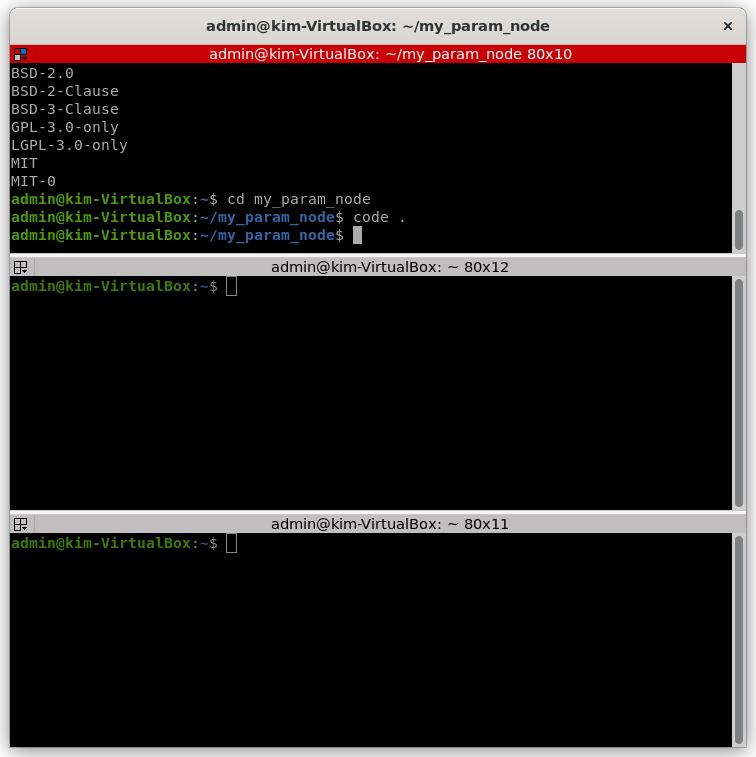 admin@kim-VirtualBox: ~/my_param_node
admin@kim-VirtualBox: ~/my_param_node 80x10
BSD-2.0
BSD-2-Clause
BSD-3-Clause
GPL-3.0-only
LGPL-3.0-only
MIT
MIT-0
admin@kim-VirtualBox:~$ cd my_param_node
admin@kim-VirtualBox:~/my_param_node$ code .
admin@kim-VirtualBox:~/my_param_node$
admin@kim-VirtualBox: ~ 80x12
admin@kim-VirtualBox:~$
admin@kim-VirtualBox: ~ 80x11
admin@kim-VirtualBox:~$